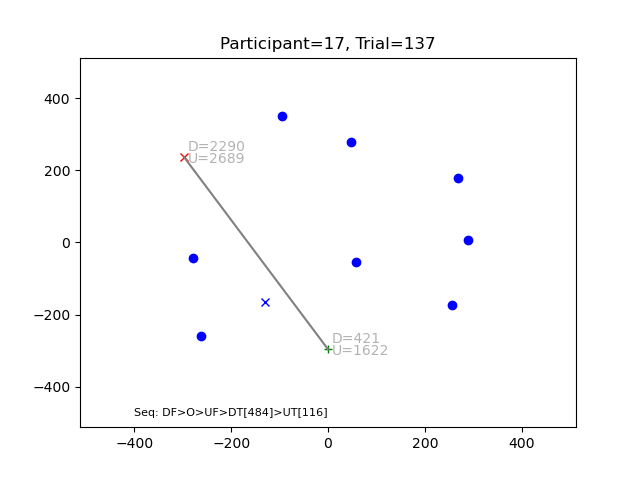 Participant=17, Trial=137
400
200
0
−200
−400
D=2290
U=2689
D=421
U=1622
Seq: DF>O>UF>DT[484]>UT[116]
−400 −200 0 200 400